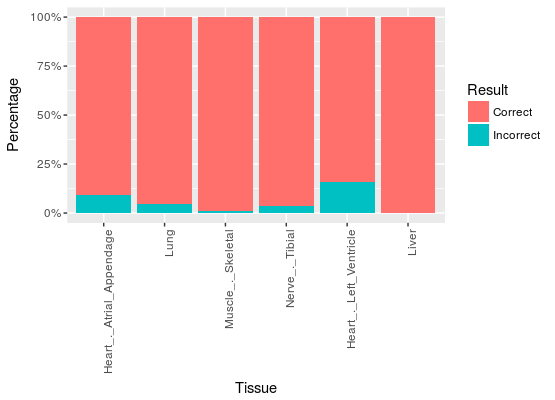 100%
75%
50%
25%
0%
Percentage
Heart_._Atrial_Appendage
Lung
Muscle_._Skeletal
Nerve_._Tibial
Heart_._Left_Ventricle
Liver
Tissue
Result
Correct
Incorrect